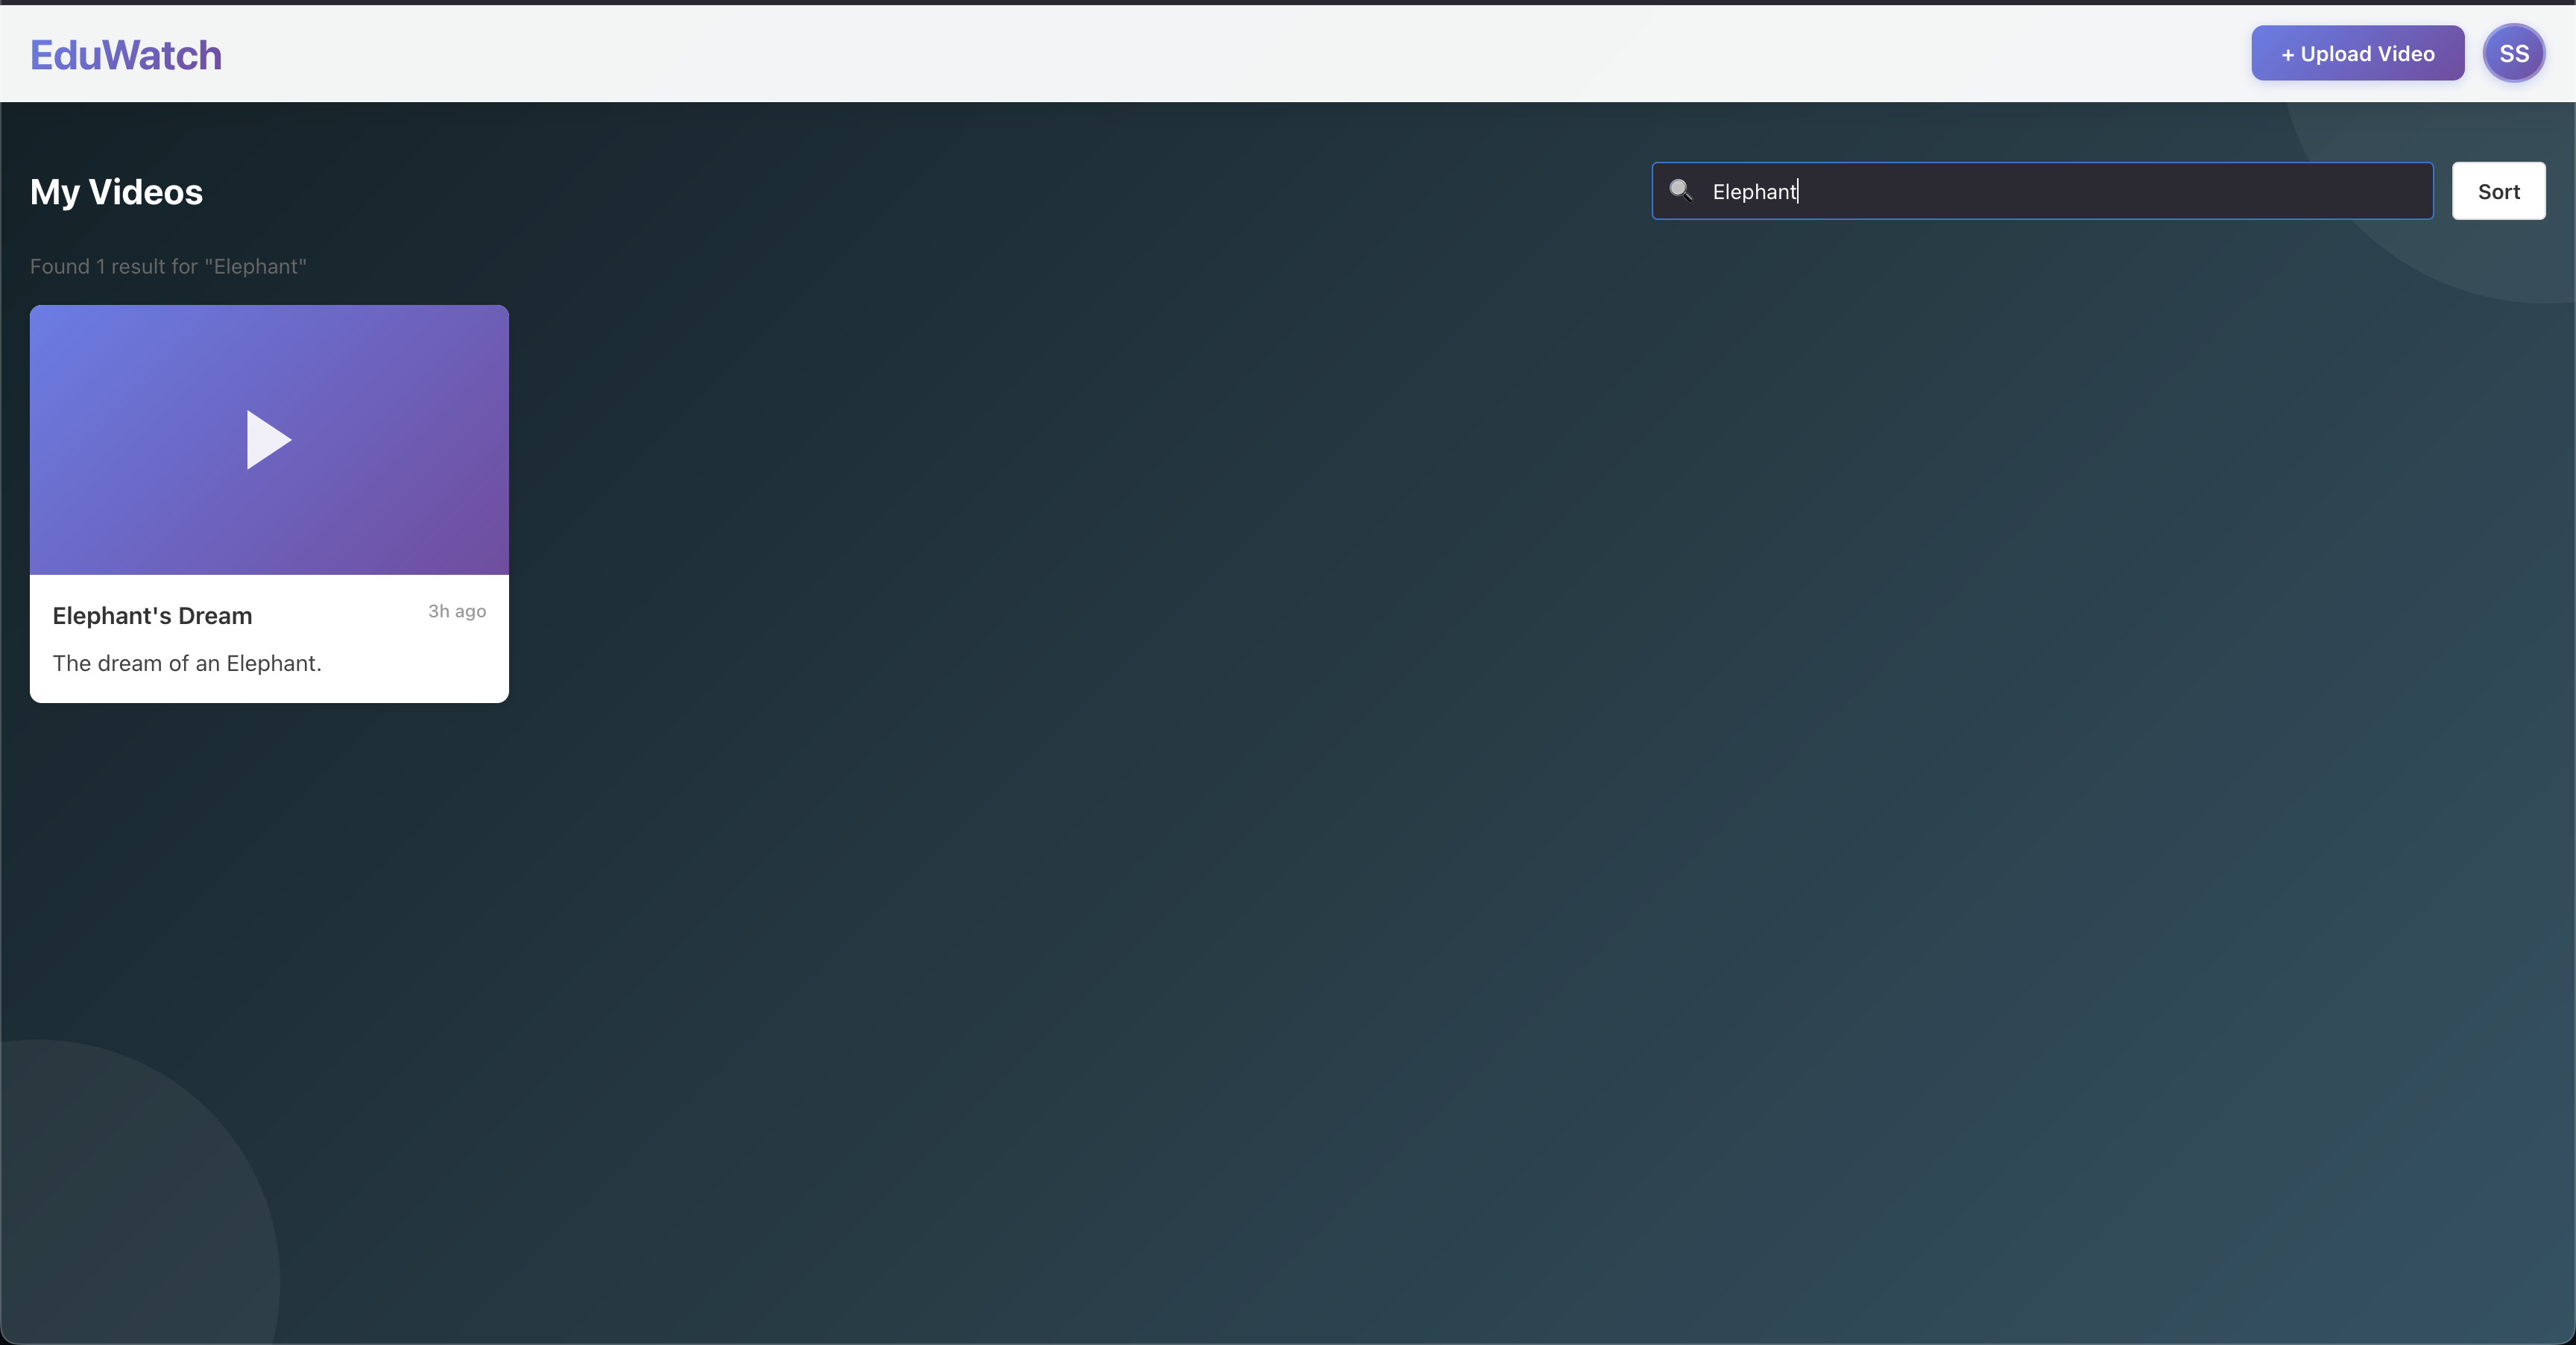 EduWatch
+ Upload Video
SS
My Videos
Elephant
Sort
Found 1 result for "Elephant"
Elephant's Dream
3h ago
The dream of an Elephant.